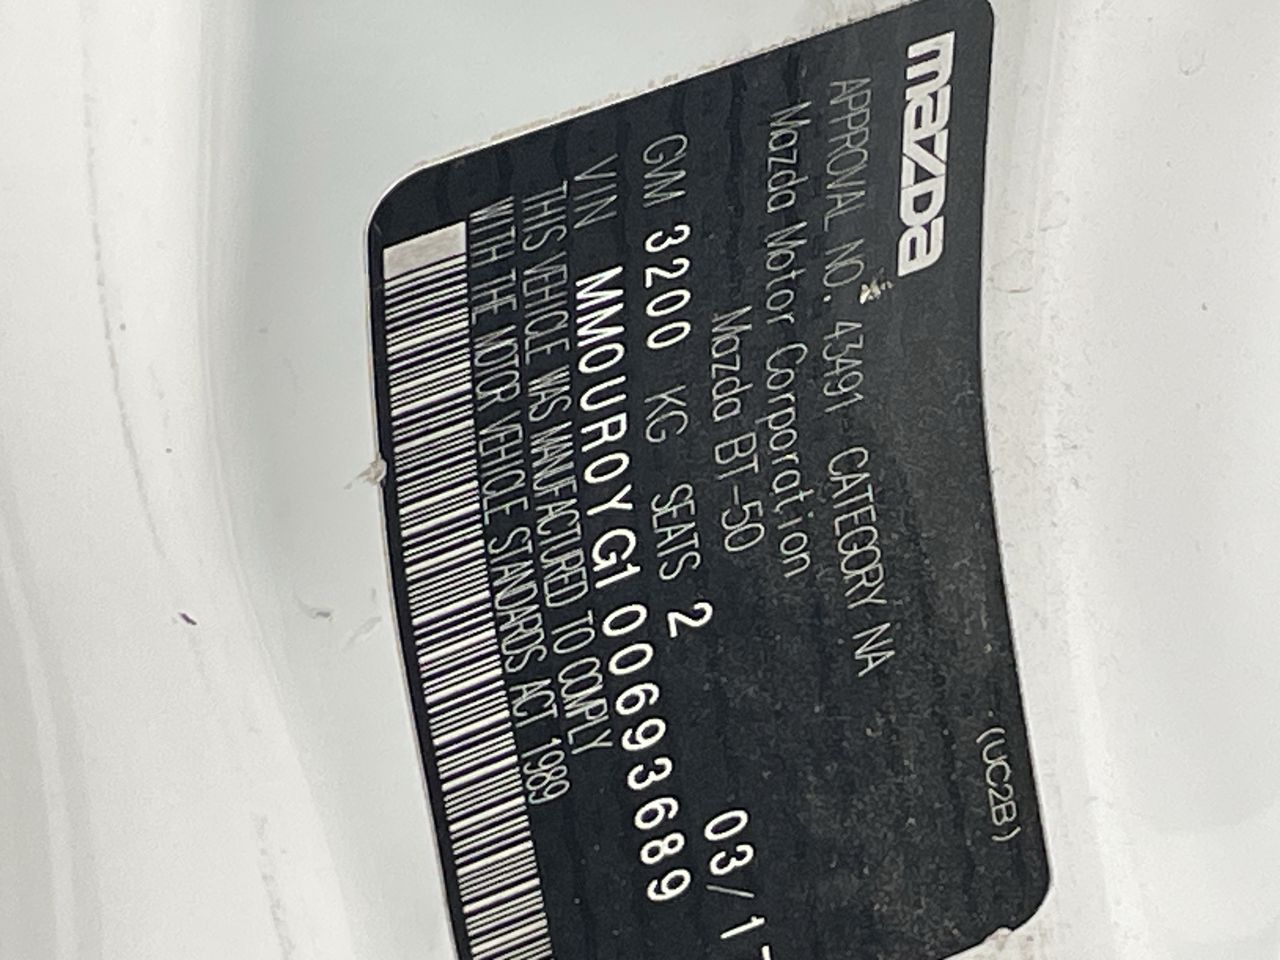 mazda
(UC2B)
APPROVAL NO. 43491 CATEGORY NA
Mazda Motor Corporation
Mazda BT-50
03/1
GVM 3200 KG SEATS 2
VIN MM0UR0YG100693689
THIS VEHICLE WAS MANUFACTURED TO COMPLY
WITH THE MOTOR VEHICLE STANDARDS ACT 1989